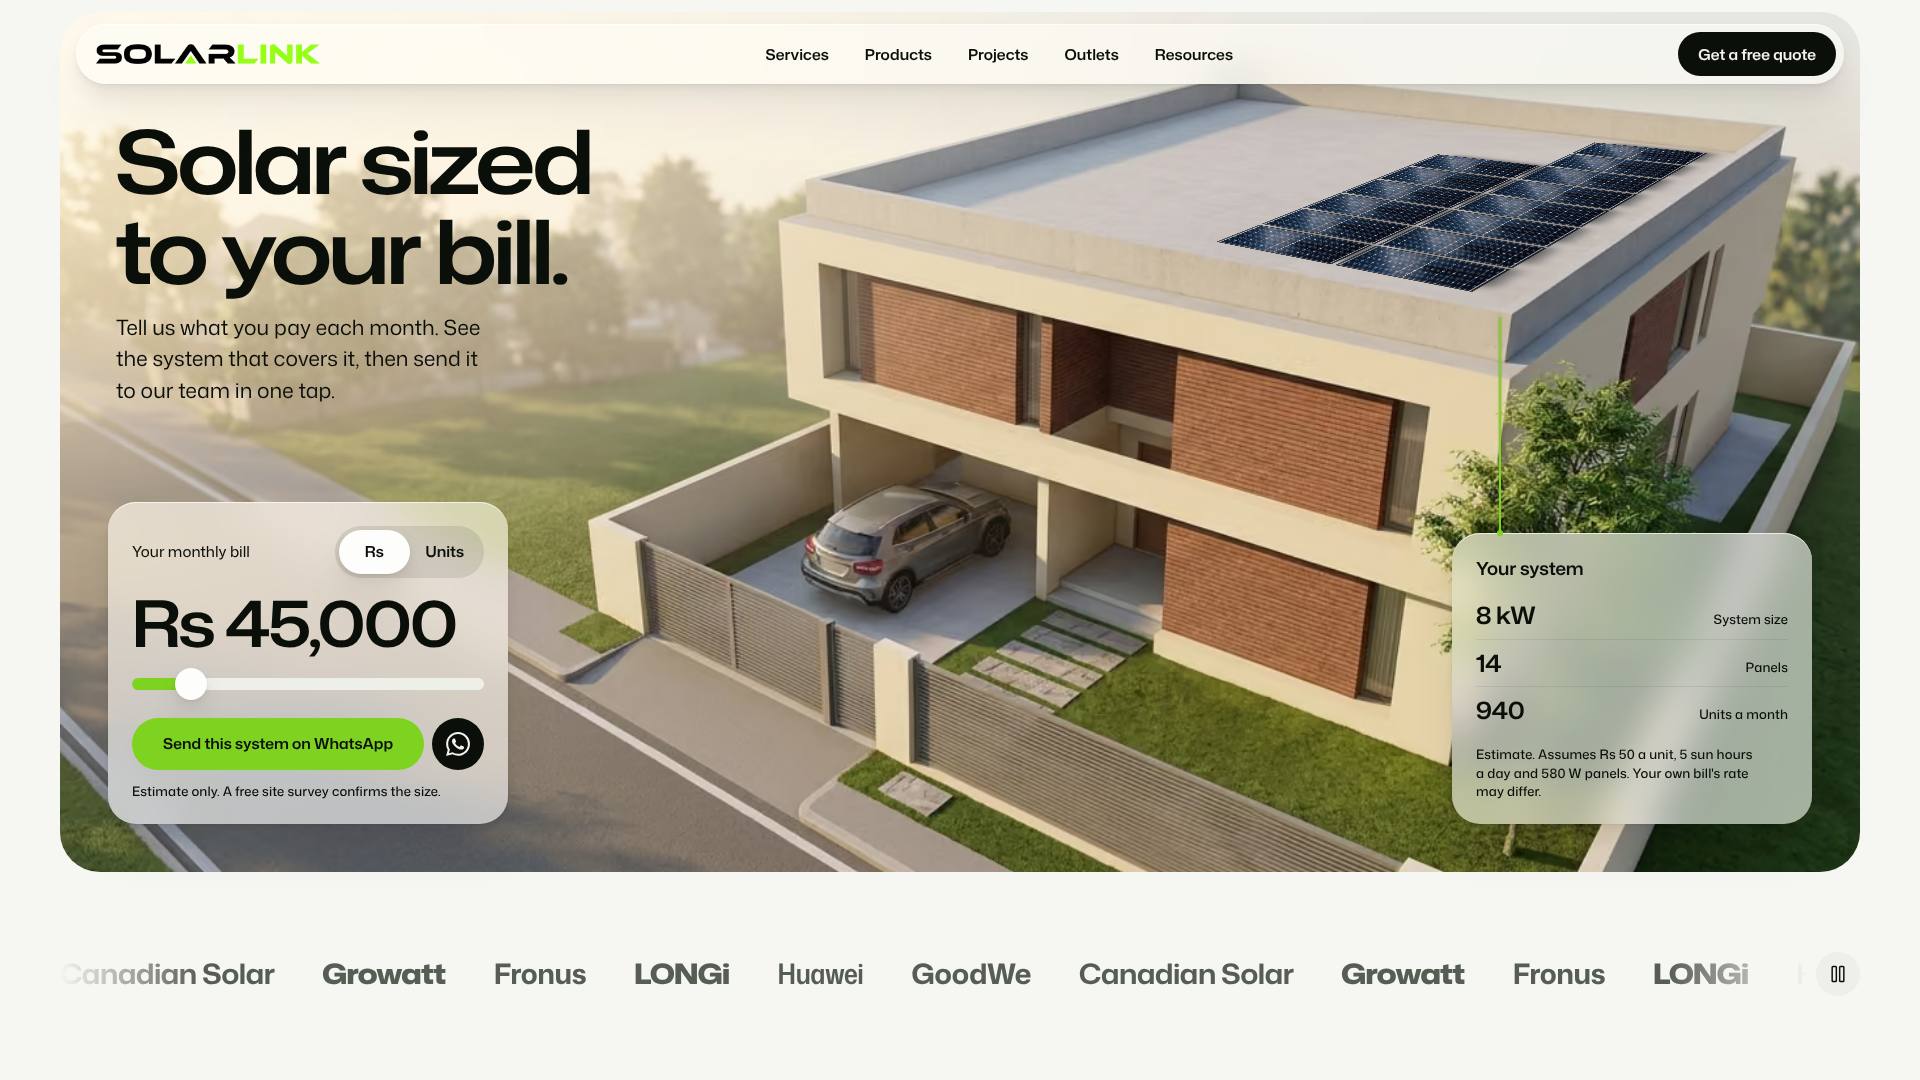 SOLARLINK
Services
Products
Projects
Outlets
Resources
Get a free quote
Solar sized
to your bill.
Tell us what you pay each month. See
the system that covers it, then send it
to our team in one tap.
Your monthly bill
Rs
Units
Rs 45,000
Send this system on WhatsApp
Estimate only. A free site survey confirms the size.
Your system
8 kW
System size
14
Panels
940
Units a month
Estimate. Assumes Rs 50 a unit, 5 sun hours
a day and 580 W panels. Your own bill's rate
may differ.
Canadian Solar
Growatt
Fronus
LONGi
Huawei
GoodWe
Canadian Solar
Growatt
Fronus
LONGi